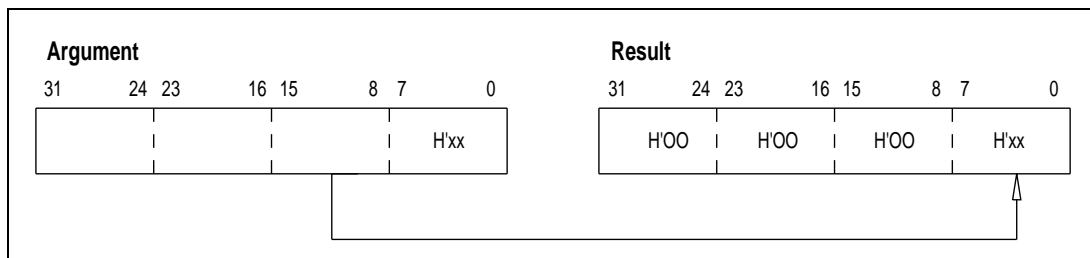 Argument Result
31 24 23 16 15 8 7 0 31 24 23 16 15 8 7 0
H'xx H'OO H'OO H'OO H'xx